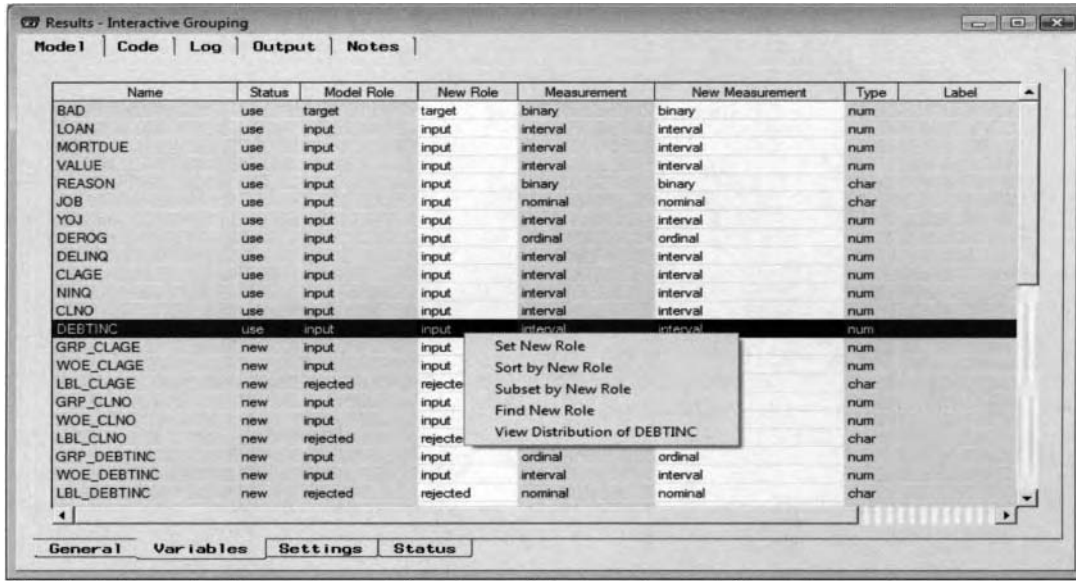 Results - Interactive Grouping
Model Code Log Output Notes
Name Status Model Role New Role Measurement New Measurement Type Label
BAD use target target binary binary num
LOAN use input input interval interval num
MORTDUE use input input interval interval num
VALUE use input input interval interval num
REASON use input input binary binary char
JOB use input input nominal nominal char
YOJ use input input interval interval num
DEROG use input input ordinal ordinal num
DELINQ use input input interval interval num
CLAGE use input input interval interval num
NINQ use input input interval interval num
CLNO use input input interval interval num
DEBTINC use input input interval interval num
GRP_CLAGE new input input num
WOE_CLAGE new input input num
LBL_CLAGE new rejected rejecte char
GRP_CLNO new input input num
WOE_CLNO new input input num
LBL_CLNO new rejected rejecte char
GRP_DEBTINC new input input ordinal ordinal num
WOE_DEBTINC new input input interval interval num
LBL_DEBTINC new rejected rejected nominal nominal char
Set New Role
Sort by New Role
Subset by New Role
Find New Role
View Distribution of DEBTINC
General Variables Settings Status